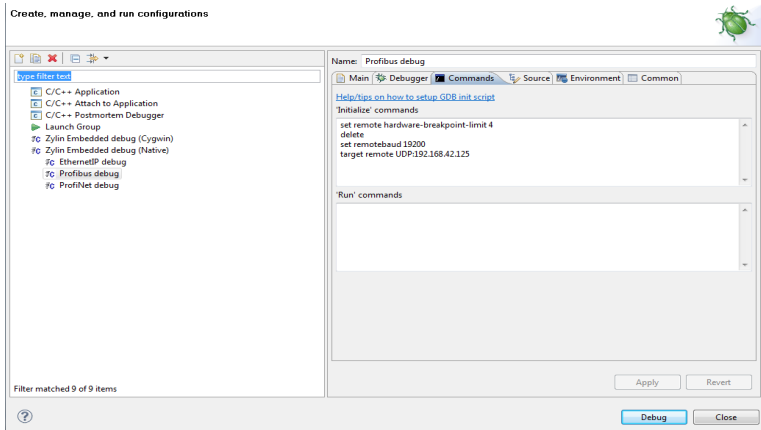 Create, manage, and run configurations
type filter text
C/C++ Application
C/C++ Attach to Application
C/C++ Postmortem Debugger
Launch Group
Zylin Embedded debug (Cygwin)
Zylin Embedded debug (Native)
EthernetIP debug
Profibus debug
ProfiNet debug
Filter matched 9 of 9 items
Name: Profibus debug
Main Debugger Commands Source Environment Common
Help/tips on how to setup GDB init script
'Initialize' commands
set remote hardware-breakpoint-limit 4
delete
set remotebaud 19200
target remote UDP:192.168.42.125
'Run' commands
Apply Revert
Debug Close